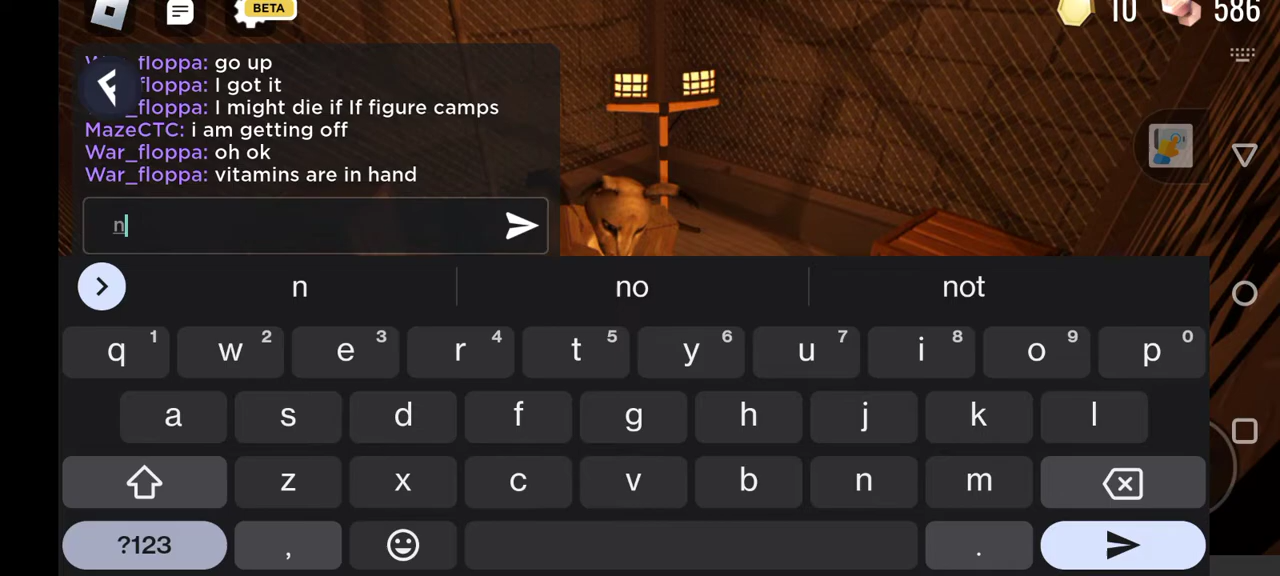 BETA
10
586
floppa: go up
floppa: I got it
_floppa: I might die if If figure camps
MazeCTC: i am getting off
War_floppa: oh ok
War_floppa: vitamins are in hand
n
n no not
q 1 w 2 e 3 r 4 t 5 y 6 u 7 i 8 o 9 p 0
a s d f g h j k l
z x c v b n m
?123 , .